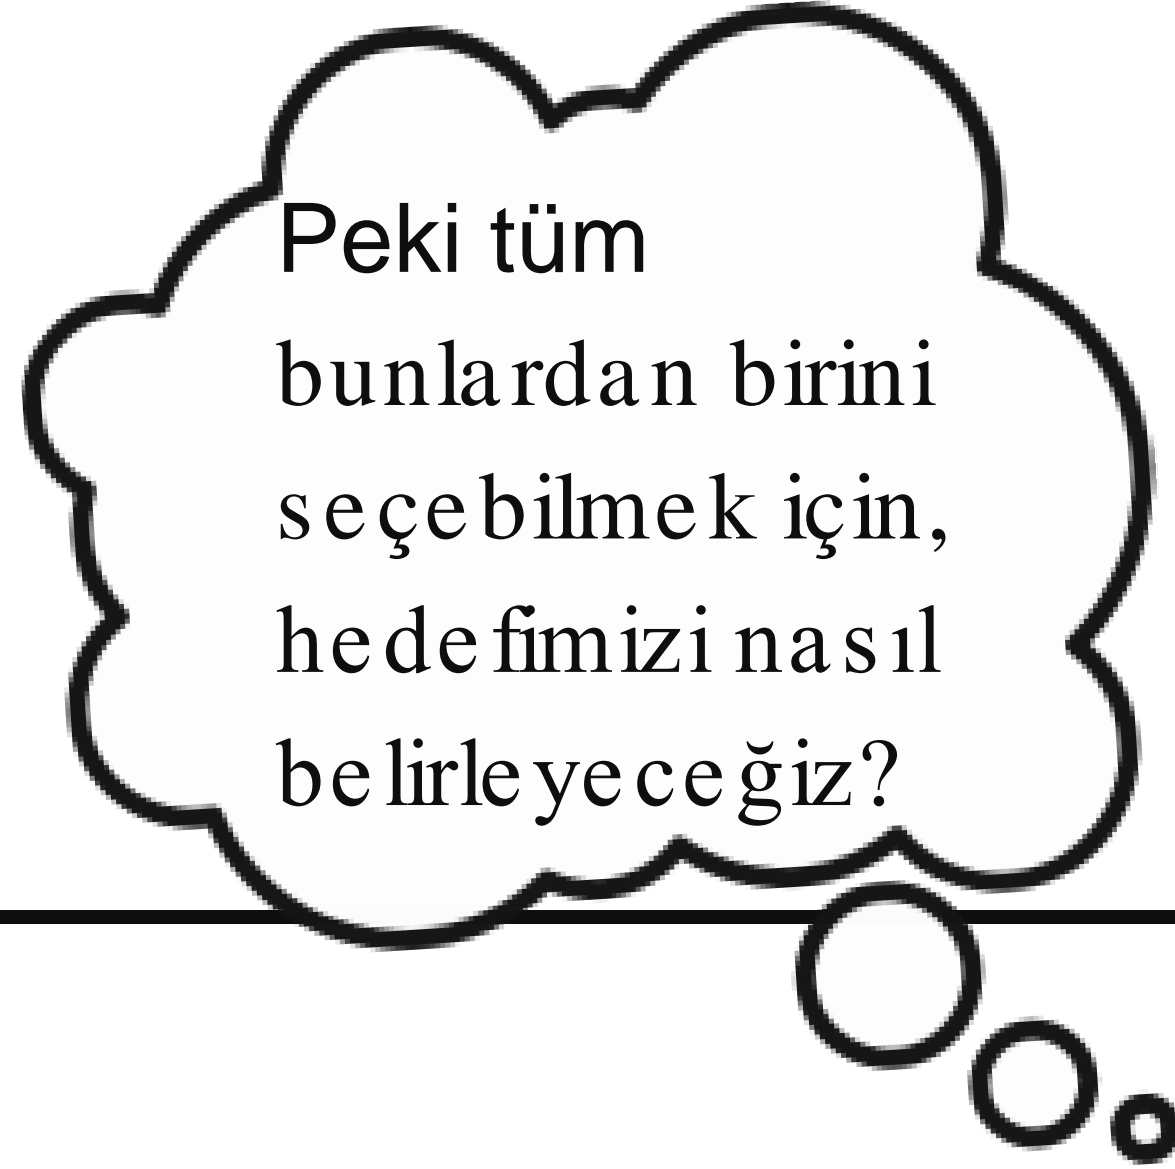 Peki tüm
bunlardan birini
seçebilmek için,
hedefimizi nasıl
belirleyeceğiz?